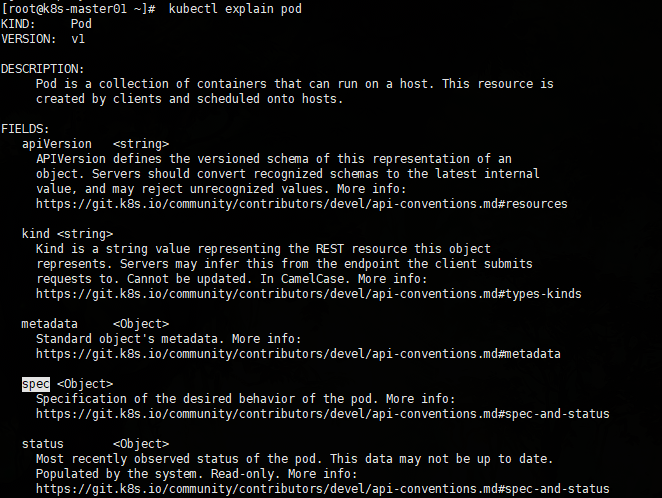 [root@k8s-master01 ~]#  kubectl explain pod
KIND:     Pod
VERSION:  v1

DESCRIPTION:
     Pod is a collection of containers that can run on a host. This resource is
     created by clients and scheduled onto hosts.

FIELDS:
   apiVersion   <string>
     APIVersion defines the versioned schema of this representation of an
     object. Servers should convert recognized schemas to the latest internal
     value, and may reject unrecognized values. More info:
     https://git.k8s.io/community/contributors/devel/api-conventions.md#resources

   kind <string>
     Kind is a string value representing the REST resource this object
     represents. Servers may infer this from the endpoint the client submits
     requests to. Cannot be updated. In CamelCase. More info:
     https://git.k8s.io/community/contributors/devel/api-conventions.md#types-kinds

   metadata     <Object>
     Standard object's metadata. More info:
     https://git.k8s.io/community/contributors/devel/api-conventions.md#metadata

   spec <Object>
     Specification of the desired behavior of the pod. More info:
     https://git.k8s.io/community/contributors/devel/api-conventions.md#spec-and-status

   status       <Object>
     Most recently observed status of the pod. This data may not be up to date.
     Populated by the system. Read-only. More info:
     https://git.k8s.io/community/contributors/devel/api-conventions.md#spec-and-status